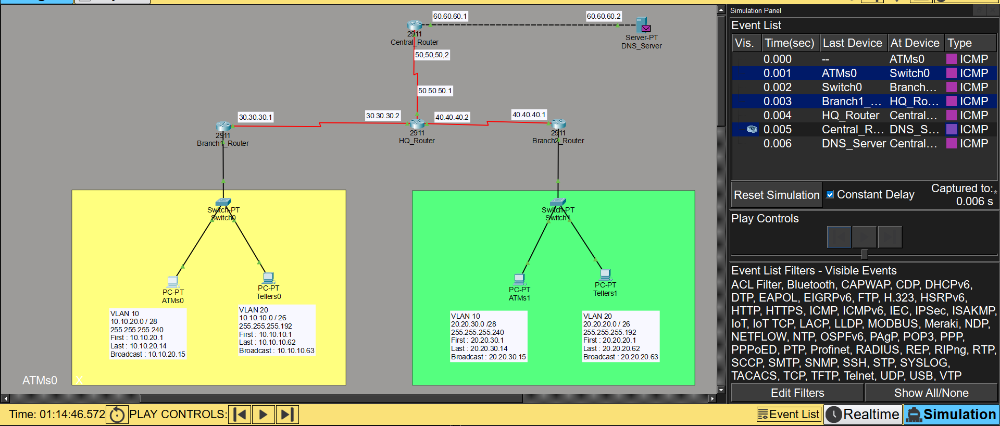 60.60.60.1
60.60.60.2
2911
Central_Router
Server-PT
DNS_Server
50,50,50,2
50.50.50.1
30.30.30.1
30.30.30.2
40.40.40.2
40.40.40.1
2911
Branch1_Router
2911
HQ_Router
2911
Branch2_Router
Switch-PT
Switch0
Switch-PT
Switch1
PC-PT
ATMs0
PC-PT
Tellers0
PC-PT
ATMs1
PC-PT
Tellers1
VLAN 10
10.10.20.0 / 28
255.255.255.240
First : 10.10.20.1
Last : 10.10.20.14
Broadcast : 10.10.20.15
VLAN 20
10.10.10.0 / 26
255.255.255.192
First : 10.10.10.1
Last : 10.10.10.62
Broadcast : 10.10.10.63
VLAN 10
20.20.30.0 /28
255.255.255.240
First : 20.20.30.1
Last : 20.20.30.14
Broadcast : 20.20.30.15
VLAN 20
20.20.20.0 / 26
255.255.255.192
First : 20.20.20.1
Last : 20.20.20.62
Broadcast : 20.20.20.63
ATMs0 X
Simulation Panel
Event List
Vis. Time(sec) Last Device At Device Type
0.000 -- ATMs0 ICMP
0.001 ATMs0 Switch0 ICMP
0.002 Switch0 Branch... ICMP
0.003 Branch1_... HQ_Ro... ICMP
0.004 HQ_Router Central... ICMP
0.005 Central_R... DNS_S... ICMP
0.006 DNS_Server Central... ICMP
Reset Simulation Constant Delay Captured to:*
0.006 s
Play Controls
Event List Filters - Visible Events
ACL Filter, Bluetooth, CAPWAP, CDP, DHCPv6,
DTP, EAPOL, EIGRPv6, FTP, H.323, HSRPv6,
HTTP, HTTPS, ICMP, ICMPv6, IEC, IPSec, ISAKMP,
IoT, IoT TCP, LACP, LLDP, MODBUS, Meraki, NDP,
NETFLOW, NTP, OSPFv6, PAgP, POP3, PPP,
PPPoED, PTP, Profinet, RADIUS, REP, RIPng, RTP,
SCCP, SMTP, SNMP, SSH, STP, SYSLOG,
TACACS, TCP, TFTP, Telnet, UDP, USB, VTP
Edit Filters Show All/None
Time: 01:14:46.572 PLAY CONTROLS: Event List Realtime Simulation